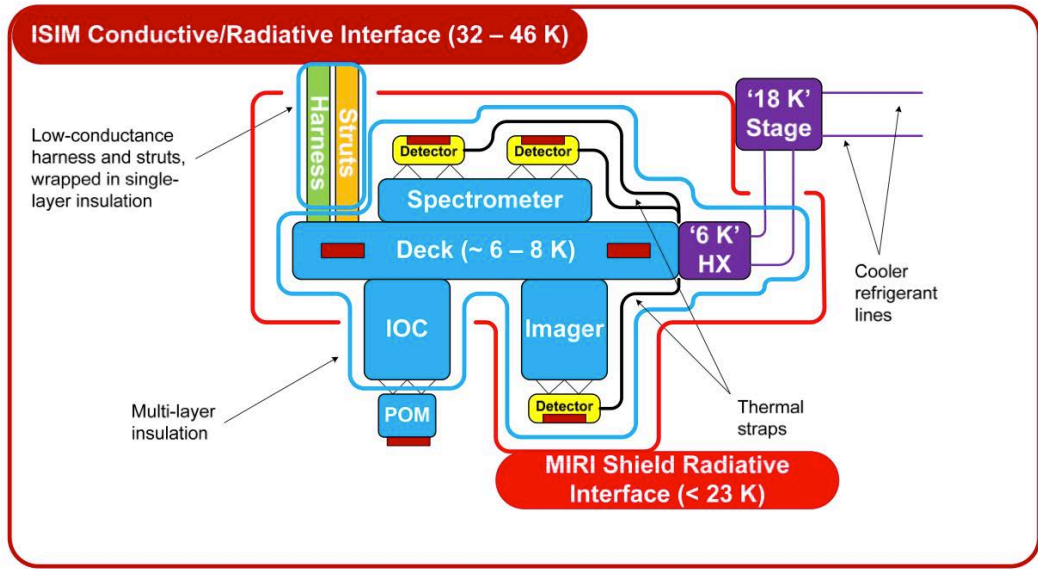 ISIM Conductive/Radiative Interface (32 – 46 K)
Harness
Struts
Low-conductance
harness and struts,
wrapped in single-
layer insulation
Detector
Detector
Spectrometer
Deck (~ 6 – 8 K)
IOC
Imager
POM
Detector
‘18 K’
Stage
‘6 K’
HX
Cooler
refrigerant
lines
Multi-layer
insulation
Thermal
straps
MIRI Shield Radiative
Interface (< 23 K)